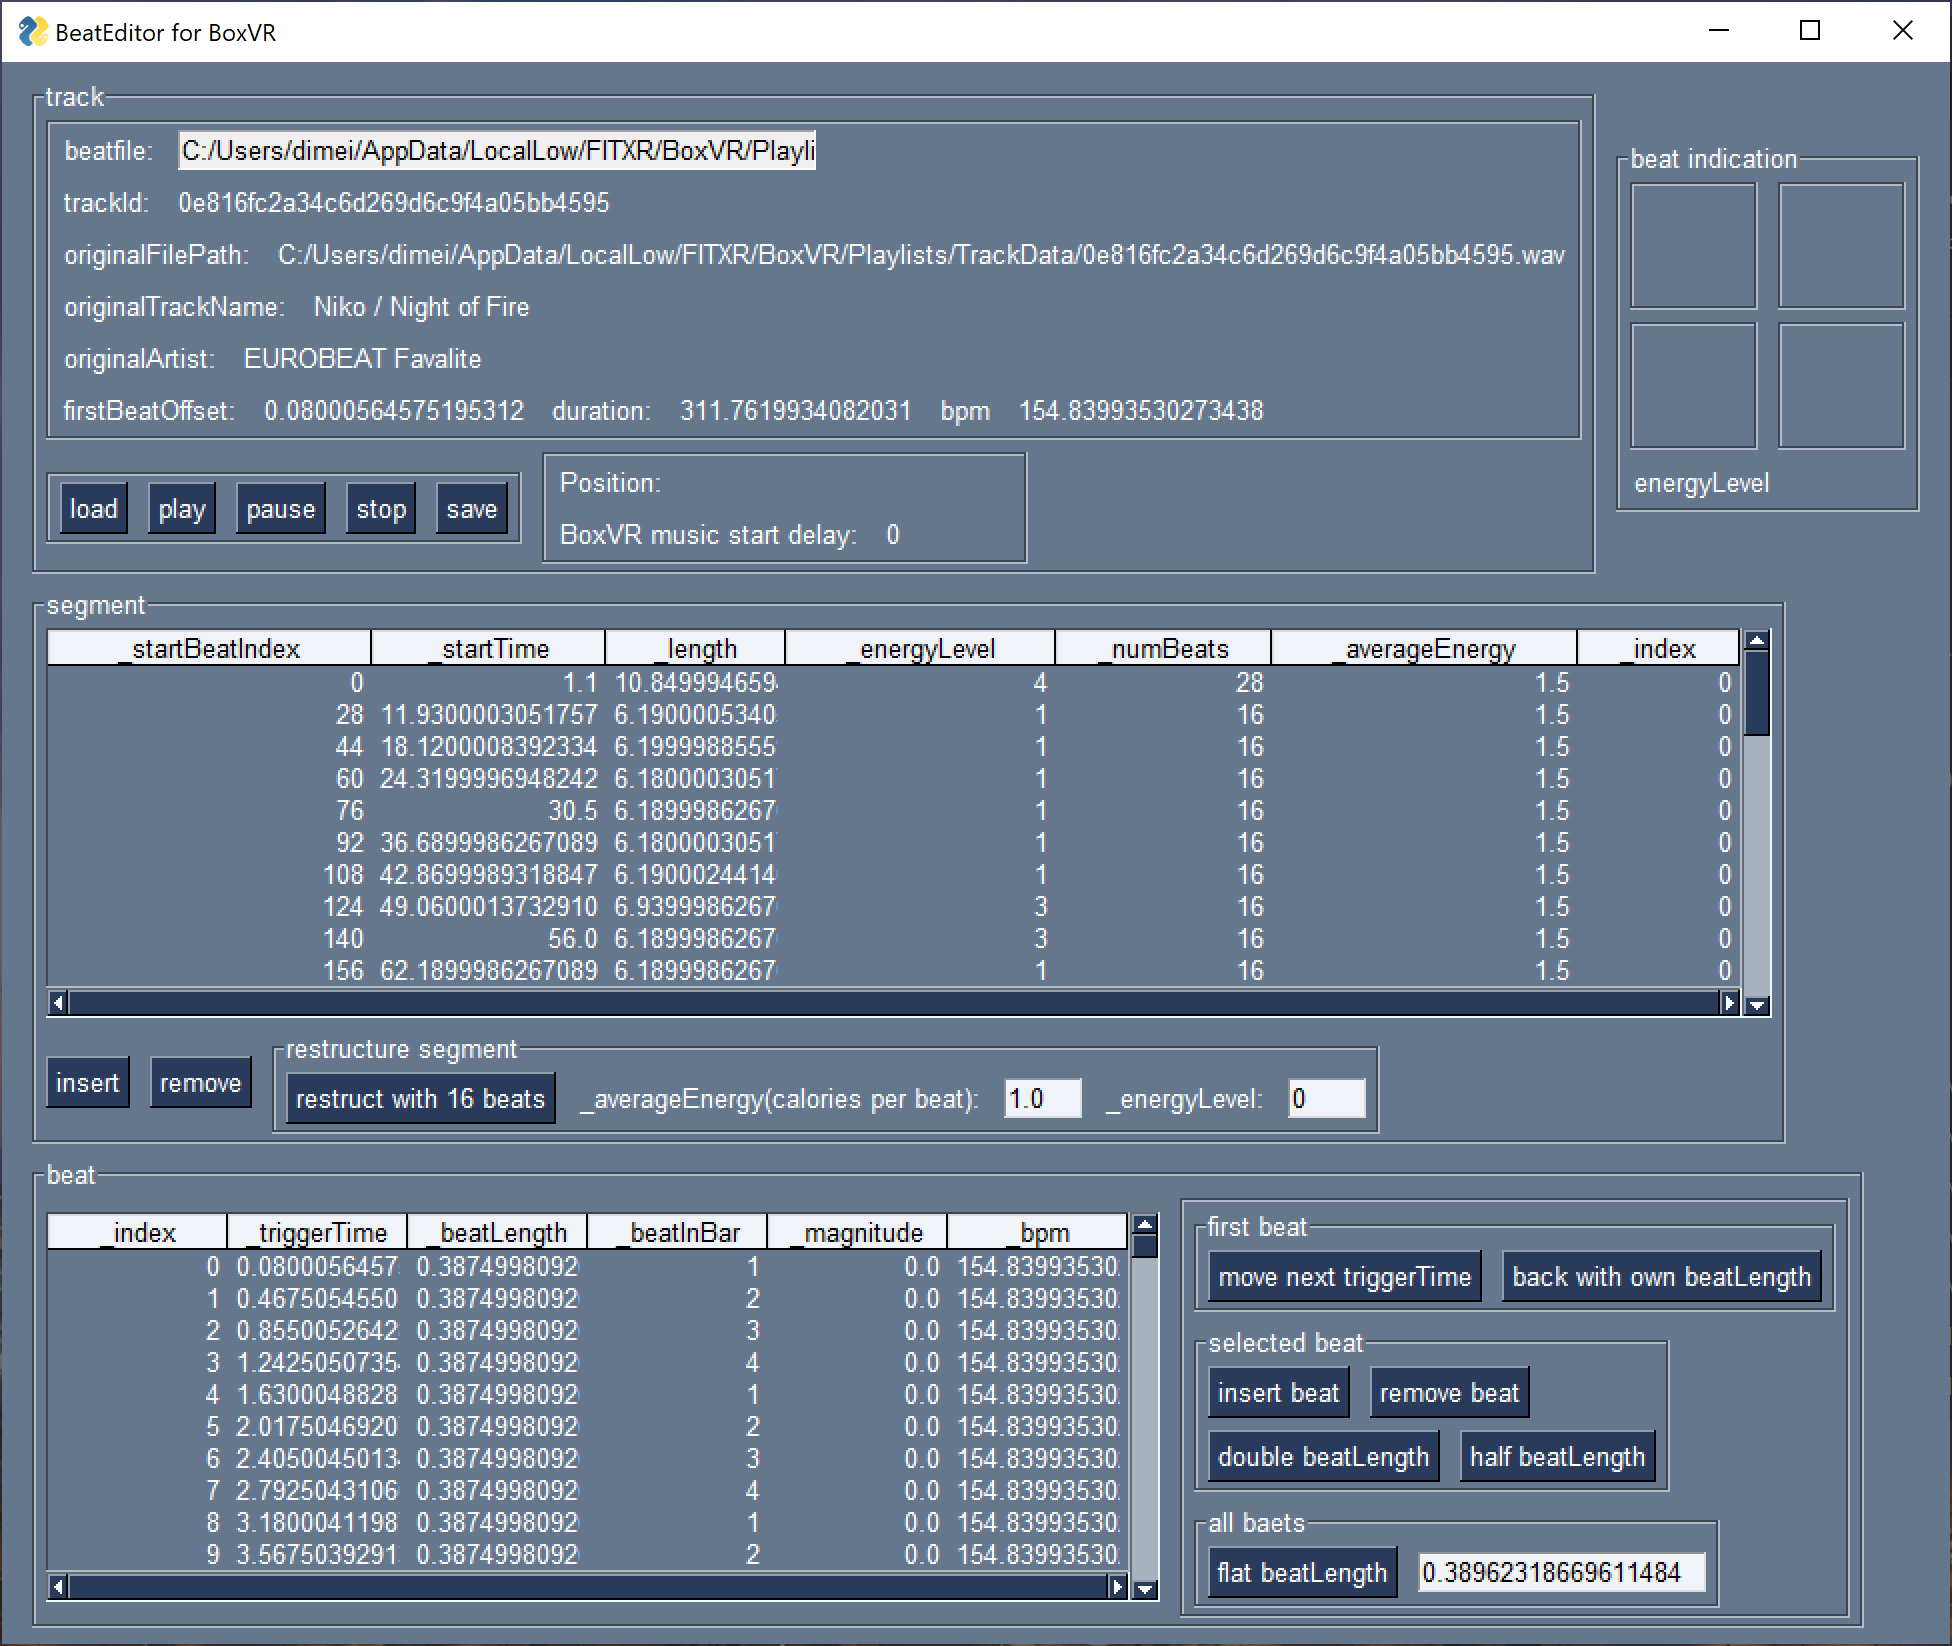 BeatEditor for BoxVR
track
beatfile: C:/Users/dimei/AppData/LocalLow/FITXR/BoxVR/Playli
trackId: 0e816fc2a34c6d269d6c9f4a05bb4595
originalFilePath: C:/Users/dimei/AppData/LocalLow/FITXR/BoxVR/Playlists/TrackData/0e816fc2a34c6d269d6c9f4a05bb4595.wav
originalTrackName: Niko / Night of Fire
originalArtist: EUROBEAT Favalite
firstBeatOffset: 0.08000564575195312 duration: 311.7619934082031 bpm 154.83993530273438
beat indication
energyLevel
load play pause stop save
Position:
BoxVR music start delay: 0
segment
_startBeatIndex _startTime _length _energyLevel _numBeats _averageEnergy _index
0 1.1 10.849994659 4 28 1.5 0
28 11.9300003051757 6.1900005340 1 16 1.5 0
44 18.1200008392334 6.1999988555 1 16 1.5 0
60 24.3199996948242 6.1800003051 1 16 1.5 0
76 30.5 6.1899986267 1 16 1.5 0
92 36.6899986267089 6.1800003051 1 16 1.5 0
108 42.8699989318847 6.1900024414 1 16 1.5 0
124 49.0600013732910 6.9399986267 3 16 1.5 0
140 56.0 6.1899986267 3 16 1.5 0
156 62.1899986267089 6.1899986267 1 16 1.5 0
insert remove
restructure segment
restruct with 16 beats _averageEnergy(calories per beat): 1.0 _energyLevel: 0
beat
_index _triggerTime _beatLength _beatInBar _magnitude _bpm
0 0.0800056457 0.3874998092 1 0.0 154.83993530
1 0.4675054550 0.3874998092 2 0.0 154.83993530
2 0.8550052642 0.3874998092 3 0.0 154.83993530
3 1.2425050735 0.3874998092 4 0.0 154.83993530
4 1.6300048828 0.3874998092 1 0.0 154.83993530
5 2.0175046920 0.3874998092 2 0.0 154.83993530
6 2.4050045013 0.3874998092 3 0.0 154.83993530
7 2.7925043106 0.3874998092 4 0.0 154.83993530
8 3.1800041198 0.3874998092 1 0.0 154.83993530
9 3.5675039291 0.3874998092 2 0.0 154.83993530
first beat
move next triggerTime back with own beatLength
selected beat
insert beat remove beat
double beatLength half beatLength
all baets
flat beatLength 0.38962318669611484